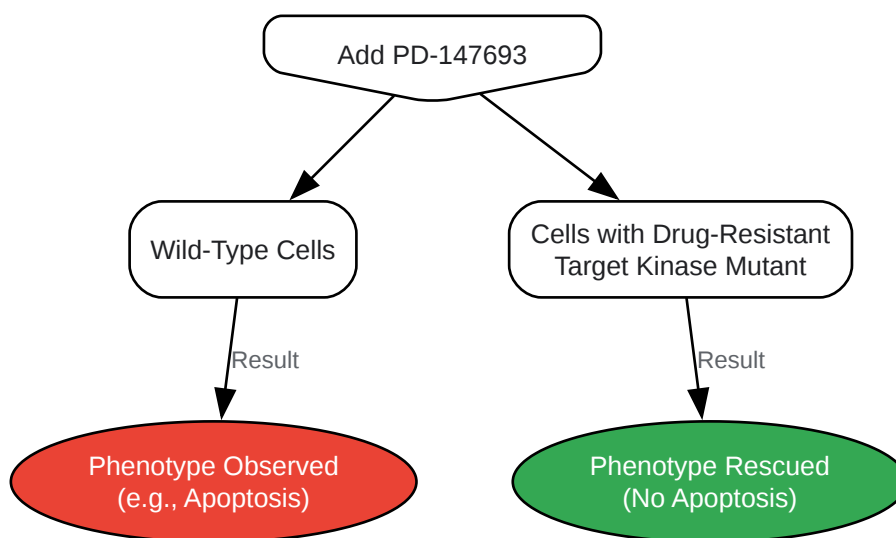 Add PD-147693
Wild-Type Cells
Cells with Drug-Resistant
Target Kinase Mutant
Result
Result
Phenotype Observed
(e.g., Apoptosis)
Phenotype Rescued
(No Apoptosis)